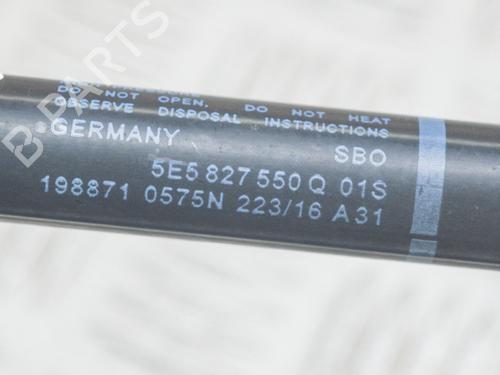 DO NOT OPEN, DO NOT HEAT
OBSERVE DISPOSAL INSTRUCTIONS
GERMANY SBO
5E5 827 550 Q 01S
198871 0575N 223/16 A31
B-PARTS